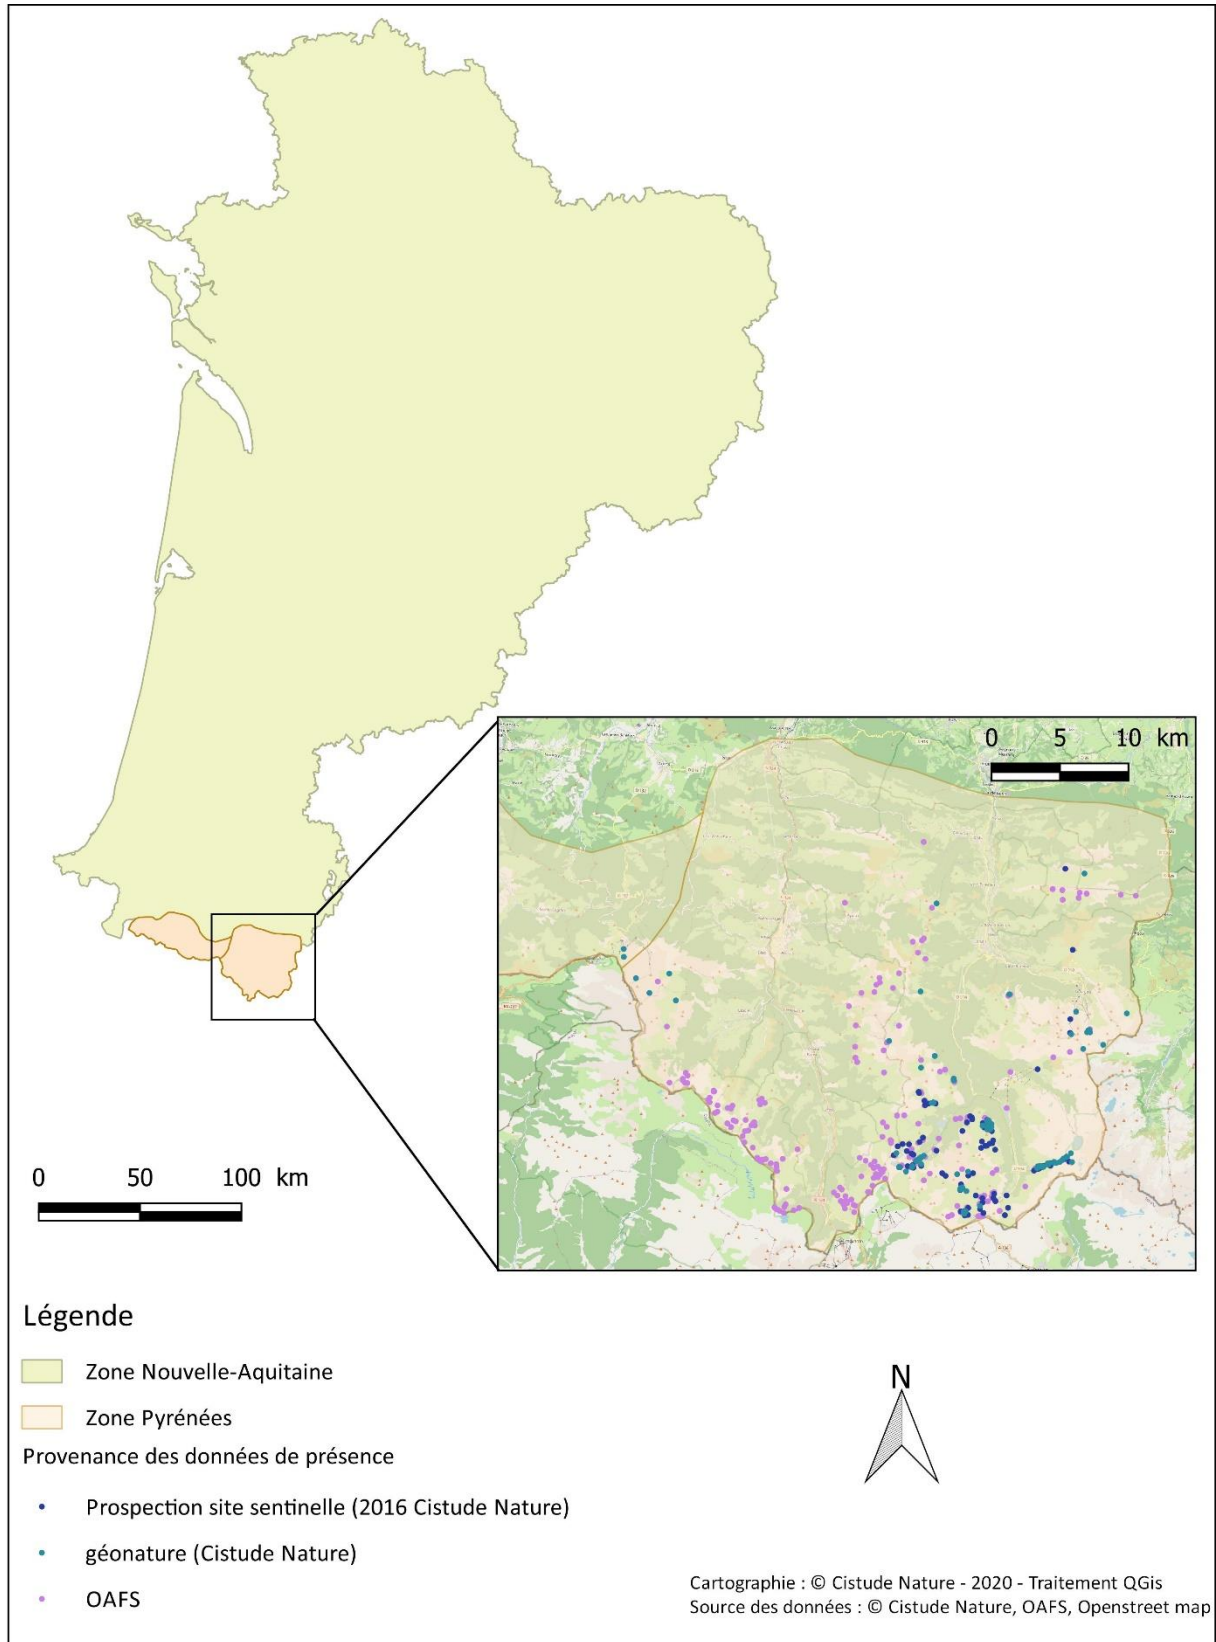 0 5 10 km
0 50 100 km
Légende
Zone Nouvelle-Aquitaine
Zone Pyrénées
Provenance des données de présence
Prospection site sentinelle (2016 Cistude Nature)
géonature (Cistude Nature)
OAFS
N
Cartographie : © Cistude Nature - 2020 - Traitement QGis
Source des données : © Cistude Nature, OAFS, Openstreet map